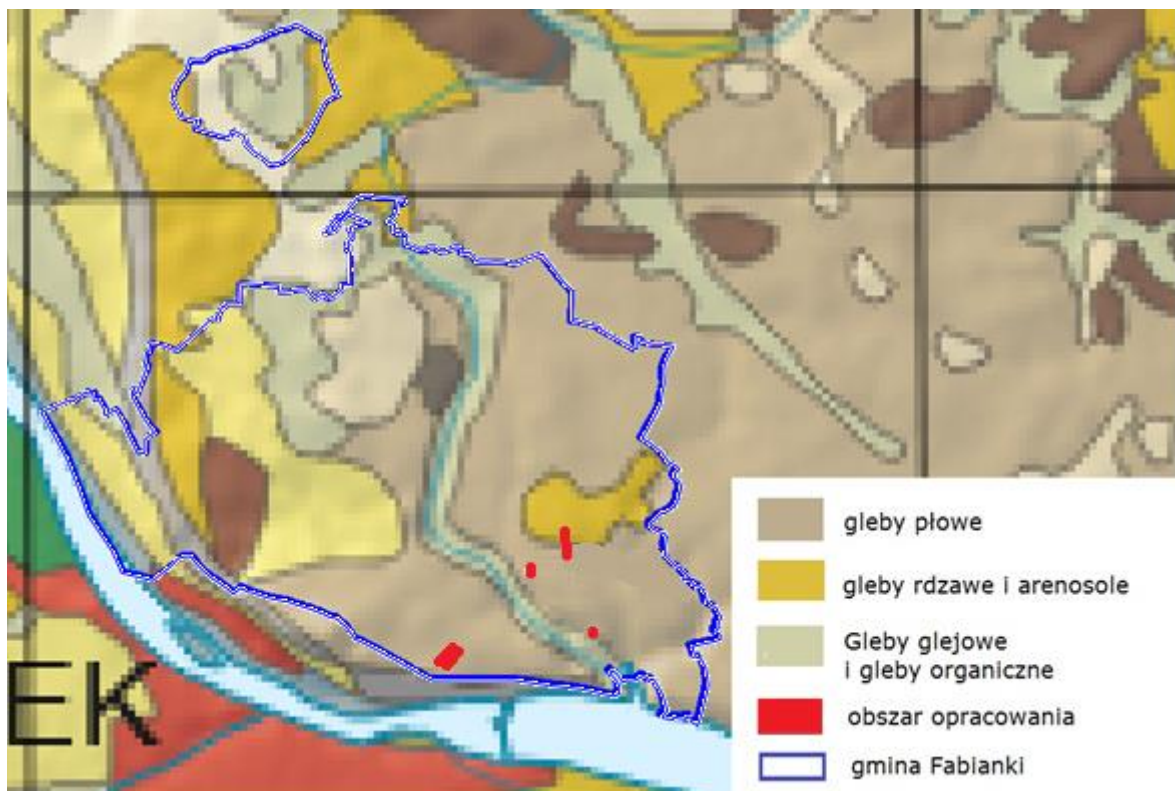 gleby płowe
gleby rdzawe i arenosole
Gleby glejowe
i gleby organiczne
EK
obszar opracowania
gmina Fabianki